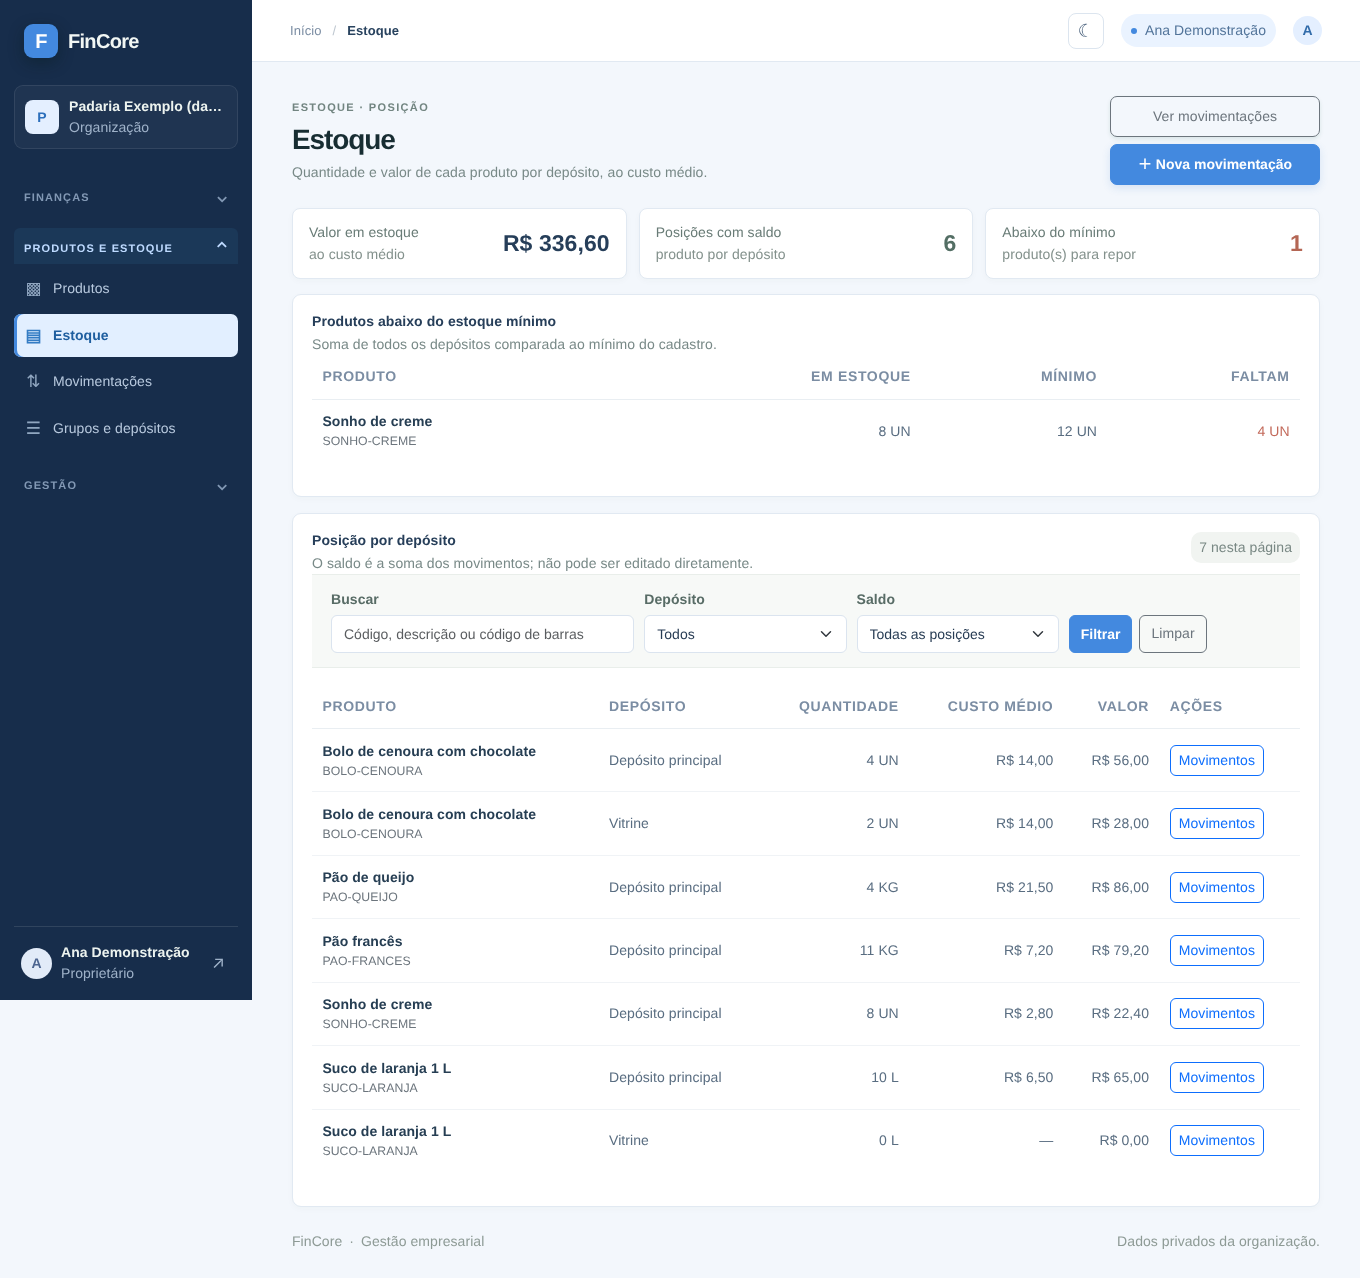 F FinCore
P
Padaria Exemplo (da...
Organização
FINANÇAS
PRODUTOS E ESTOQUE
Produtos
Estoque
Movimentações
Grupos e depósitos
GESTÃO
A
Ana Demonstração
Proprietário
Início / Estoque
Ana Demonstração A
ESTOQUE · POSIÇÃO
Estoque
Quantidade e valor de cada produto por depósito, ao custo médio.
Ver movimentações
+ Nova movimentação
Valor em estoque
ao custo médio
R$ 336,60
Posições com saldo
produto por depósito
6
Abaixo do mínimo
produto(s) para repor
1
Produtos abaixo do estoque mínimo
Soma de todos os depósitos comparada ao mínimo do cadastro.
PRODUTO EM ESTOQUE MÍNIMO FALTAM
Sonho de creme
SONHO-CREME
8 UN 12 UN 4 UN
Posição por depósito
O saldo é a soma dos movimentos; não pode ser editado diretamente.
7 nesta página
Buscar Depósito Saldo
Código, descrição ou código de barras Todos Todas as posições Filtrar Limpar
PRODUTO DEPÓSITO QUANTIDADE CUSTO MÉDIO VALOR AÇÕES
Bolo de cenoura com chocolate
BOLO-CENOURA
Depósito principal 4 UN R$ 14,00 R$ 56,00 Movimentos
Bolo de cenoura com chocolate
BOLO-CENOURA
Vitrine 2 UN R$ 14,00 R$ 28,00 Movimentos
Pão de queijo
PAO-QUEIJO
Depósito principal 4 KG R$ 21,50 R$ 86,00 Movimentos
Pão francês
PAO-FRANCES
Depósito principal 11 KG R$ 7,20 R$ 79,20 Movimentos
Sonho de creme
SONHO-CREME
Depósito principal 8 UN R$ 2,80 R$ 22,40 Movimentos
Suco de laranja 1 L
SUCO-LARANJA
Depósito principal 10 L R$ 6,50 R$ 65,00 Movimentos
Suco de laranja 1 L
SUCO-LARANJA
Vitrine 0 L — R$ 0,00 Movimentos
FinCore · Gestão empresarial
Dados privados da organização.